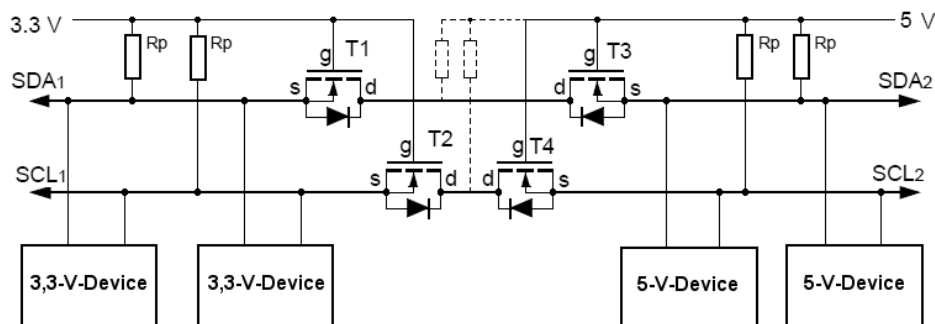 3.3 V
5 V
Rp
Rp
T1
g
g
T3
Rp
Rp
SDA1
s
d
d
s
SDA2
T2
T4
g
g
SCL1
s
d
d
s
SCL2
3,3-V-Device
3,3-V-Device
5-V-Device
5-V-Device